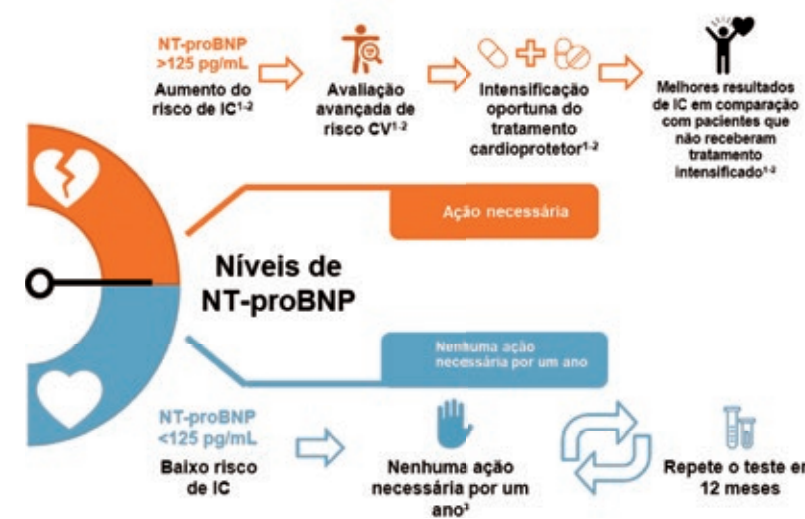 NT-proBNP
>125 pg/mL
Aumento do
risco de IC¹⁻²
Avaliação
avançada de
risco CV¹⁻²
Intensificação
oportuna do
tratamento
cardioprotetor¹⁻²
Melhores resultados
de IC em comparação
com pacientes que
não receberam
tratamento
intensificado¹⁻²
Ação necessária
Níveis de
NT-proBNP
Nenhuma ação
necessária por um ano
NT-proBNP
<125 pg/mL
Baixo risco
de IC
Nenhuma ação
necessária por um
ano³
Repete o teste em
12 meses